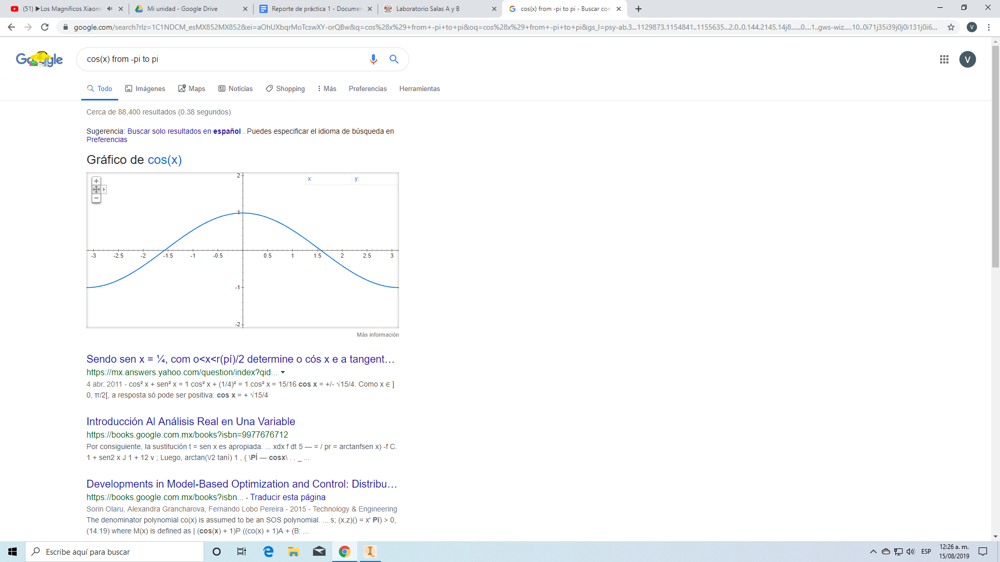 (51) ▶Los Magnificos Xiaomi
Mi unidad - Google Drive
Reporte de práctica 1 - Documen
Laboratorio Salas A y B
cos(x) from -pi to pi - Buscar con
google.com/search?rlz=1C1NDCM_esMX852MX852&ei=aOhUXbqrMoTcswXY-orQBw&q=cos%28x%29+from+-pi+to+pi&oq=cos%28x%29+from+-pi+to+pi&gs_l=psy-ab.3...1129873.1154841..1155635...2.0..0.144.2145.14j8......0....1..gws-wiz.....10..0i71j35i39j0j0i131j0i6...
V
Google
cos(x) from -pi to pi
V
Todo
Imágenes
Maps
Noticias
Shopping
Más
Preferencias
Herramientas
Cerca de 88,400 resultados (0.38 segundos)
Sugerencia: Buscar solo resultados en español . Puedes especificar el idioma de búsqueda en
Preferencias
Gráfico de cos(x)
x: y:
2
1
-3 -2.5 -2 -1.5 -1 -0.5 0.5 1 1.5 2 2.5 3
-1
-2
Más información
Sendo sen x = ¼, com o<x<r(pí)/2 determine o cós x e a tangent…
https://mx.answers.yahoo.com/question/index?qid...
4 abr. 2011 - cos² x + sen² x = 1 cos² x + (1/4)² = 1 cos² x = 15/16 cos x = +/- √15/4. Como x ∈ ]
0, π/2[, a resposta só pode ser positiva: cos x = + √15/4
Introducción Al Análisis Real en Una Variable
https://books.google.com.mx/books?isbn=9977676712
Por consiguiente, la sustitución t = sen x es apropiada. ... xdx f dt 5 — = / pr = arctanfsen x) -f C.
1 + sen2 x J 1 + 12 v ; Luego, arctan(\/2 taní) 1 , ( \PÍ — cosx\ . . _ ...
Developments in Model-Based Optimization and Control: Distribu…
https://books.google.com.mx/books?isbn... - Traducir esta página
Sorin Olaru, Alexandra Grancharova, Fernando Lobo Pereira - 2015 - Technology & Engineering
The denominator polynomial co(x) is assumed to be an SOS polynomial. ... s; (x,z)() = x' Pī) > 0,
(14.19) where M(x) is defined as | (cos(x) + 1)P ((co(x) + 1)A + (B: ...
Escribe aquí para buscar
ESP
12:26 a. m.
15/08/2019